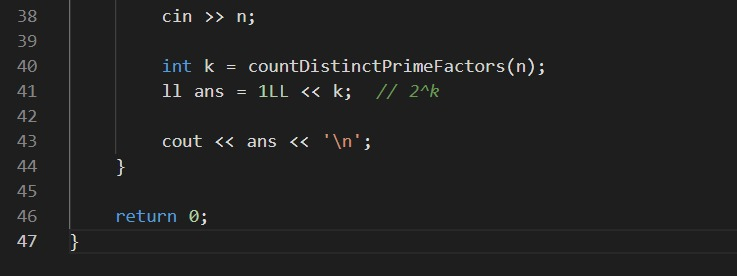 38 cin >> n;
39
40 int k = countDistinctPrimeFactors(n);
41 ll ans = 1LL << k;  // 2^k
42
43 cout << ans << '\n';
44 }
45
46 return 0;
47 }